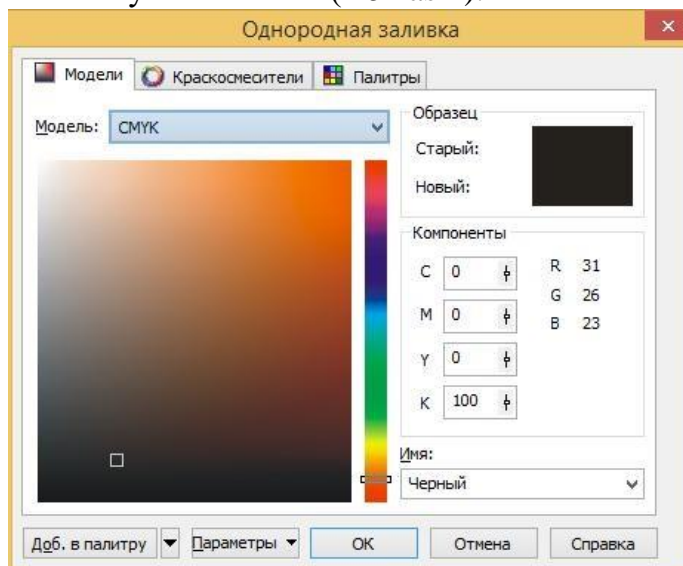 Однородная заливка
Модели Краскосмесители Палитры
Модель: CMYK
Образец
Старый:
Новый:
Компоненты
C 0 R 31
G 26
M 0 B 23
Y 0
K 100
Имя:
Черный
Доб. в палитру Параметры OK Отмена Справка